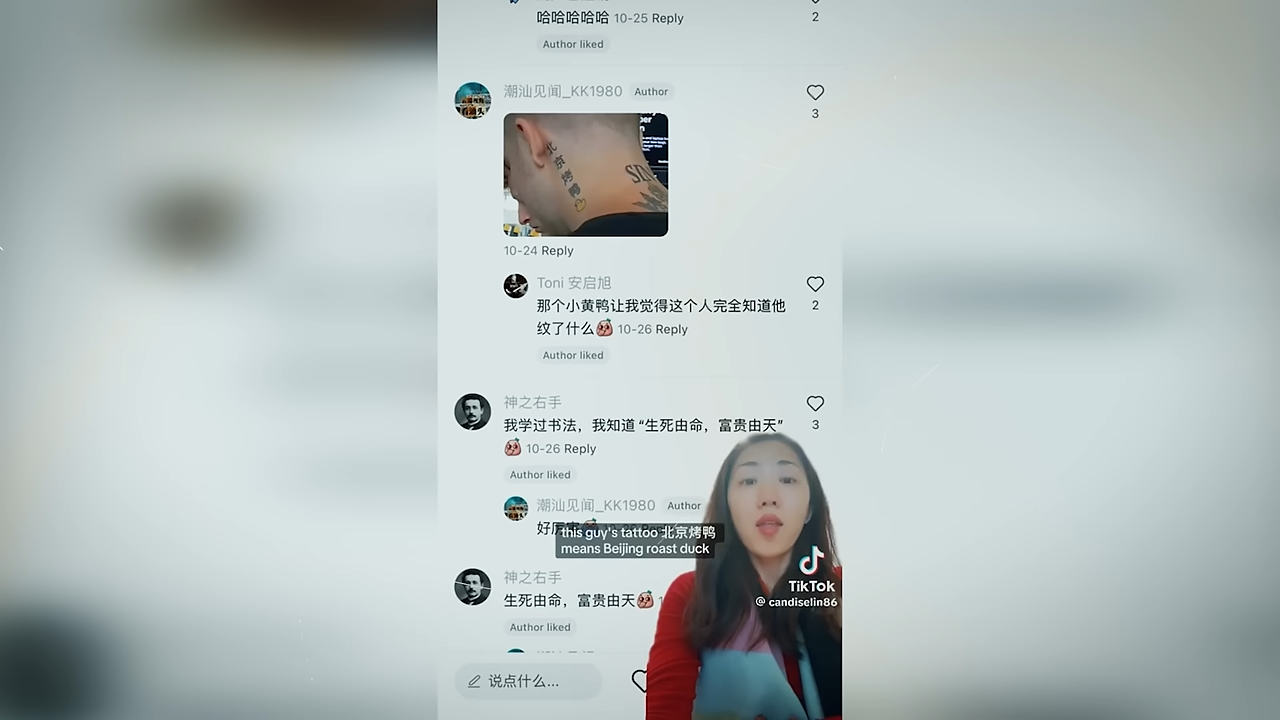 哈哈哈哈哈 10-25 Reply
2
Author liked
潮汕见闻_KK1980 Author
3
北京烤鸭
10-24 Reply
Toni 安启旭
那个小黄鸭让我觉得这个人完全知道他
2
纹了什么 10-26 Reply
Author liked
神之右手
我学过书法，我知道“生死由命，富贵由天”
3
10-26 Reply
Author liked
潮汕见闻_KK1980 Author
this guy's tattoo 北京烤鸭
means Beijing roast duck
TikTok
@ candiselin86
神之右手
生死由命，富贵由天
Author liked
说点什么...